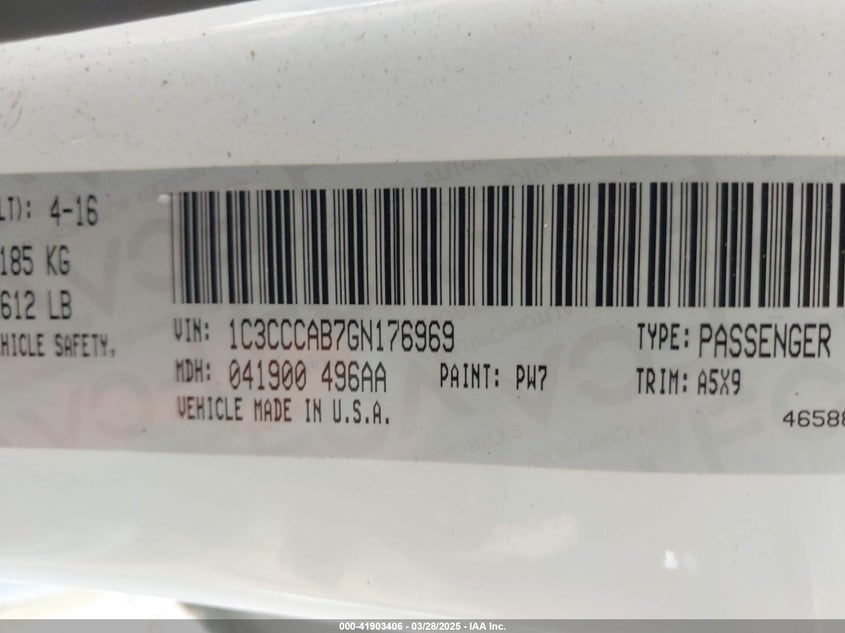 LT): 4-16
185 KG
612 LB
HICLE SAFETY,
VIN: 1C3CCCAB7GN176969
TYPE: PASSENGER
MDH: 041900 496AA
PAINT: PW7
TRIM: A5X9
VEHICLE MADE IN U.S.A.
4658
000-41903406 — 03/28/2025 — IAA Inc.